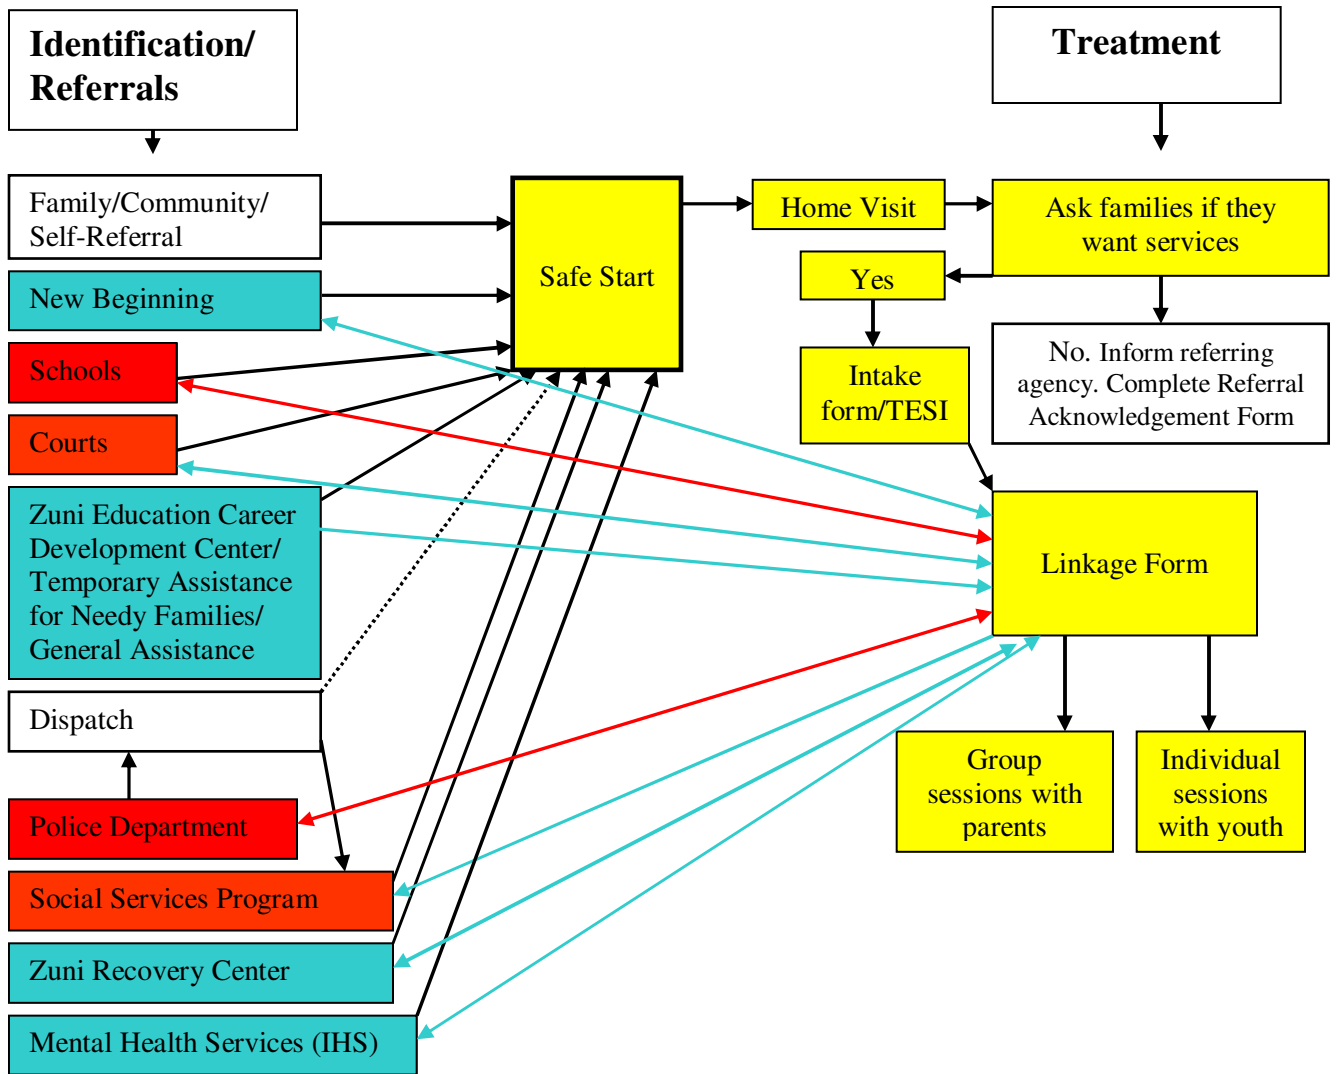 Identification/
Referrals
Treatment
Family/Community/
Self-Referral
New Beginning
Schools
Courts
Zuni Education Career
Development Center/
Temporary Assistance
for Needy Families/
General Assistance
Dispatch
Police Department
Social Services Program
Zuni Recovery Center
Mental Health Services (IHS)
Safe Start
Home Visit
Ask families if they
want services
Yes
No. Inform referring
agency. Complete Referral
Acknowledgement Form
Intake
form/TESI
Linkage Form
Group
sessions with
parents
Individual
sessions
with youth